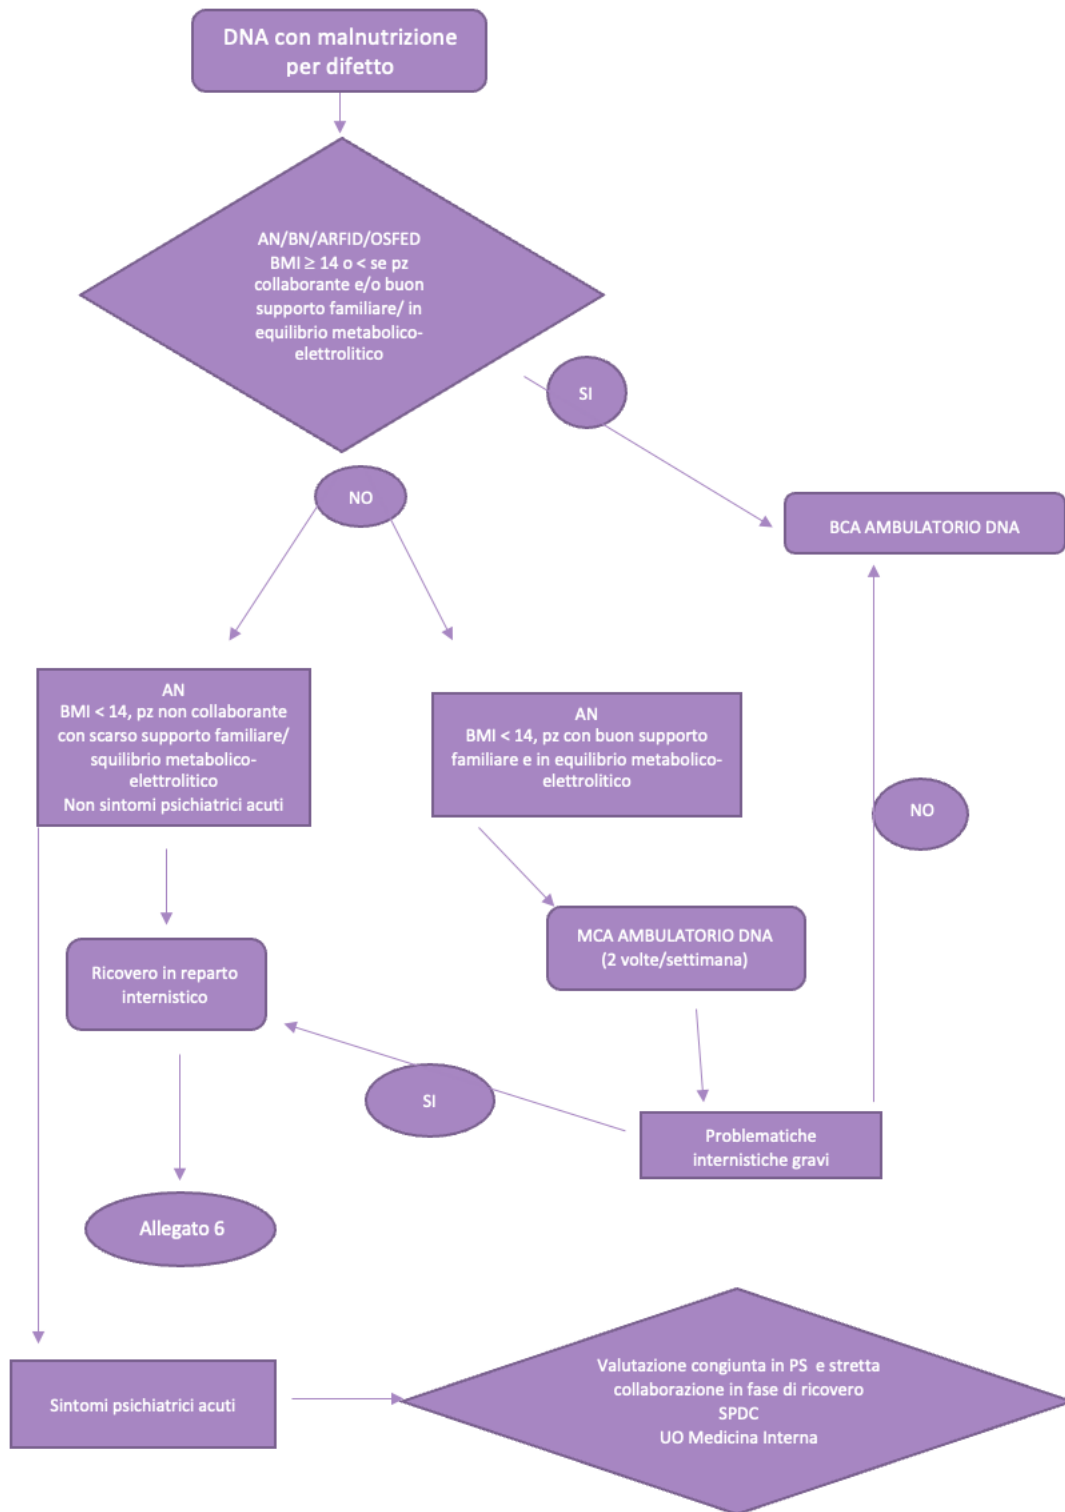 DNA con malnutrizione
per difetto
AN/BN/ARFID/OSFED
BMI ≥ 14 o < se pz
collaborante e/o buon
supporto familiare/ in
equilibrio metabolico-
elettrolitico
SI
NO
BCA AMBULATORIO DNA
AN
BMI < 14, pz non collaborante
con scarso supporto familiare/
squilibrio metabolico-
elettrolitico
Non sintomi psichiatrici acuti
AN
BMI < 14, pz con buon supporto
familiare e in equilibrio metabolico-
elettrolitico
NO
MCA AMBULATORIO DNA
(2 volte/settimana)
Ricovero in reparto
internistico
SI
Problematiche
internistiche gravi
Allegato 6
Sintomi psichiatrici acuti
Valutazione congiunta in PS e stretta
collaborazione in fase di ricovero
SPDC
UO Medicina Interna